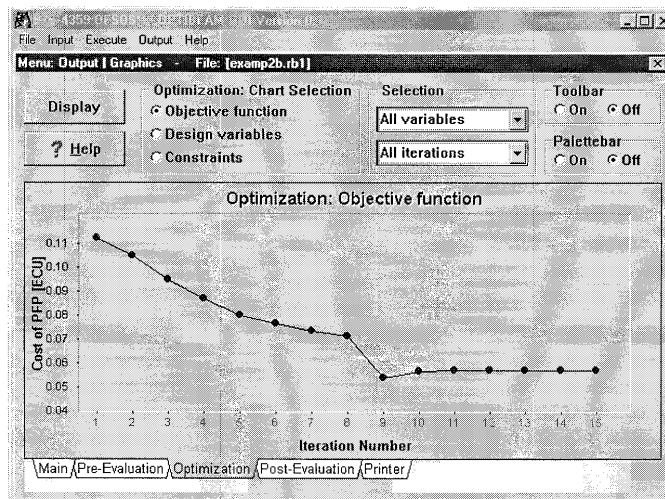 File Input Execute Output Help
Menu: Output | Graphics - File: [examp2b.rb1]
Display
? Help
Optimization: Chart Selection
Objective function
Design variables
Constraints
Selection
All variables
All iterations
Toolbar
On Off
Palettebar
On Off
Optimization: Objective function
Cost of PFP [ECU]
0.11
0.10
0.09
0.08
0.07
0.06
0.05
0.04
1 2 3 4 5 6 7 8 9 10 11 12 13 14 15
Iteration Number
Main Pre-Evaluation Optimization Post-Evaluation Printer